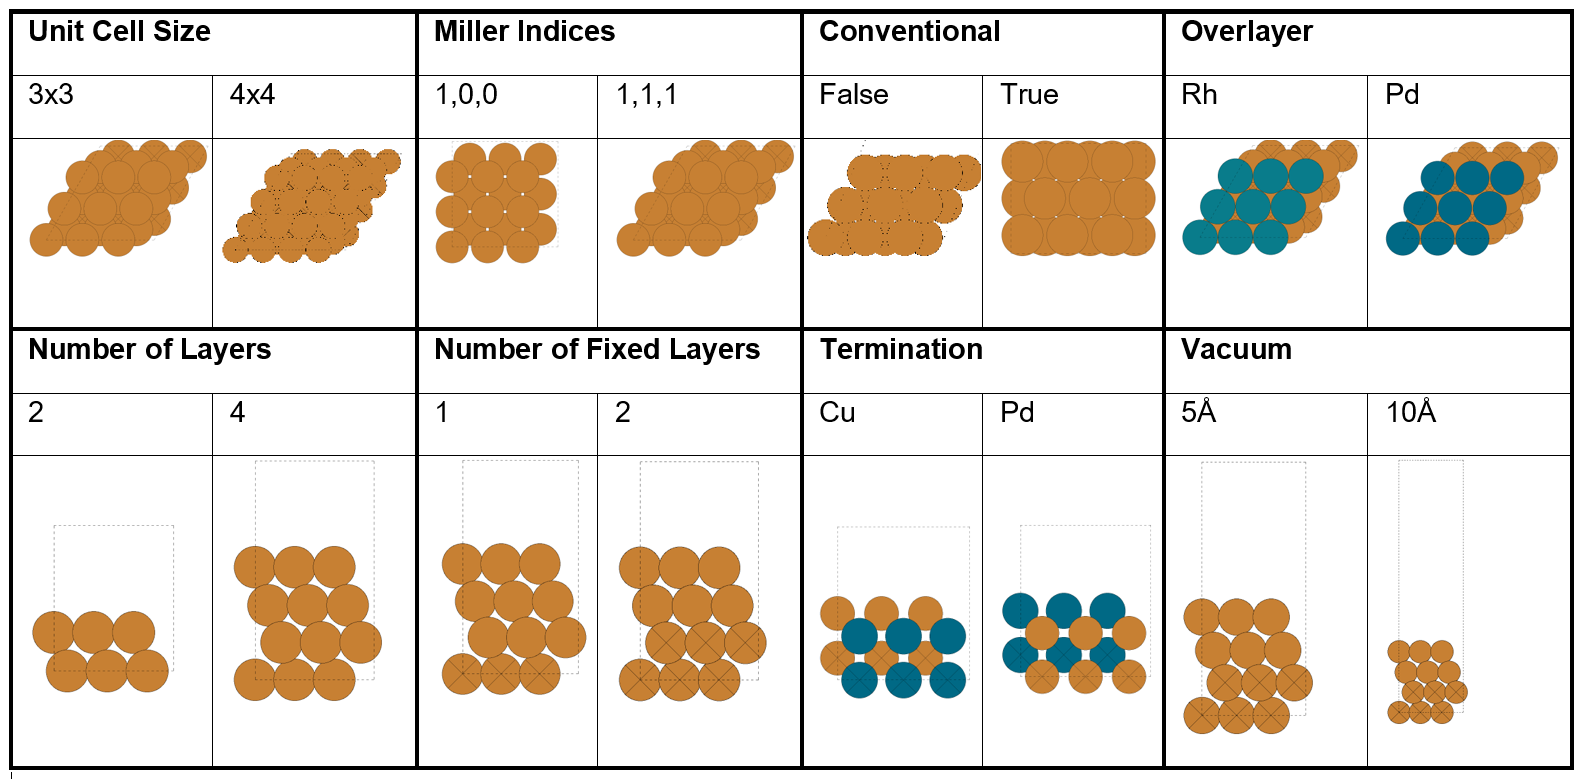 Unit Cell Size Miller Indices Conventional Overlayer
3x3 4x4 1,0,0 1,1,1 False True Rh Pd
Number of Layers Number of Fixed Layers Termination Vacuum
2 4 1 2 Cu Pd 5Å 10Å